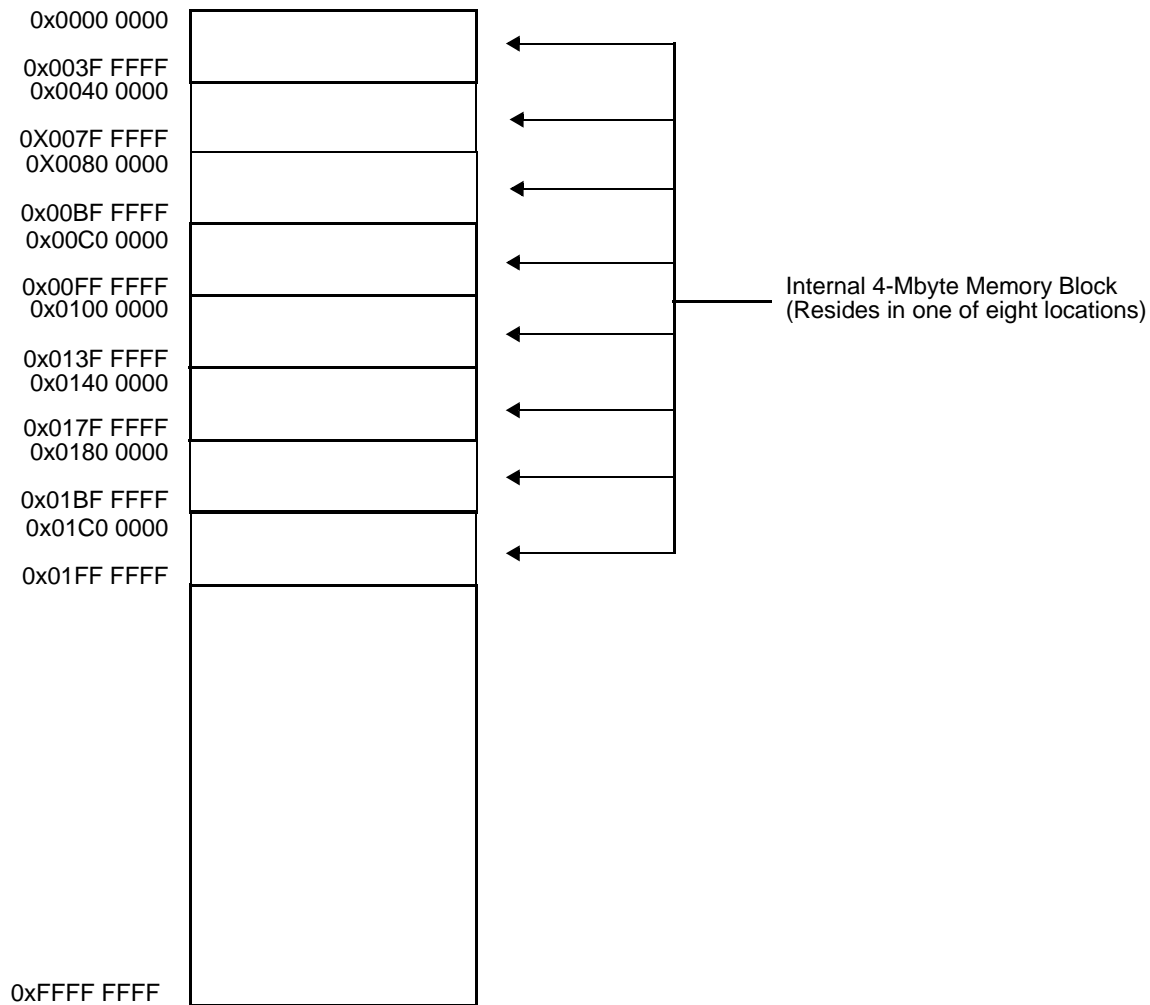 0x0000 0000
0x003F FFFF
0x0040 0000
0X007F FFFF
0X0080 0000
0x00BF FFFF
0x00C0 0000
0x00FF FFFF
0x0100 0000
0x013F FFFF
0x0140 0000
0x017F FFFF
0x0180 0000
0x01BF FFFF
0x01C0 0000
0x01FF FFFF
0xFFFF FFFF
Internal 4-Mbyte Memory Block
(Resides in one of eight locations)